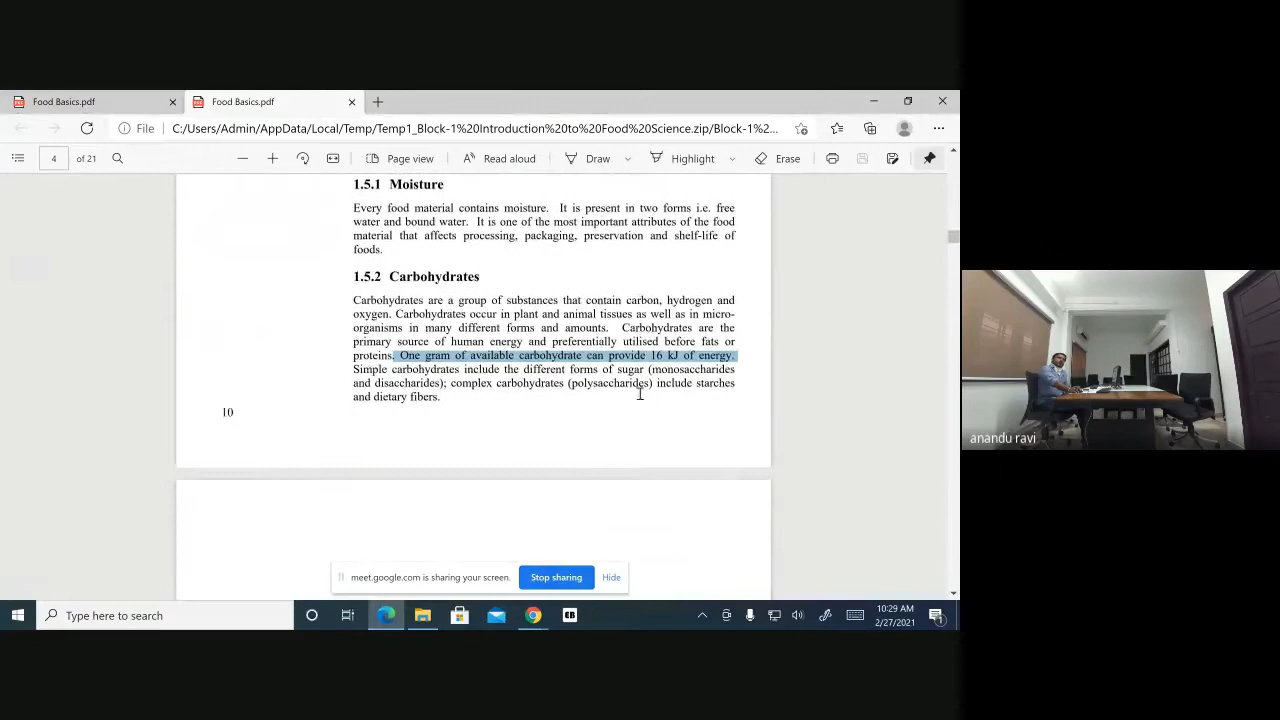 Food Basics.pdf
Food Basics.pdf
File
C:/Users/Admin/AppData/Local/Temp/Temp1_Block-1%20Introduction%20to%20Food%20Science.zip/Block-1%2...
4
of 21
Page view
Read aloud
Draw
Highlight
Erase
1.5.1 Moisture
Every food material contains moisture. It is present in two forms i.e. free
water and bound water. It is one of the most important attributes of the food
material that affects processing, packaging, preservation and shelf-life of
foods.
1.5.2 Carbohydrates
Carbohydrates are a group of substances that contain carbon, hydrogen and
oxygen. Carbohydrates occur in plant and animal tissues as well as in micro-
organisms in many different forms and amounts. Carbohydrates are the
primary source of human energy and preferentially utilised before fats or
proteins. One gram of available carbohydrate can provide 16 kJ of energy.
Simple carbohydrates include the different forms of sugar (monosaccharides
and disaccharides); complex carbohydrates (polysaccharides) include starches
and dietary fibers.
10
anandu ravi
meet.google.com is sharing your screen.
Stop sharing
Hide
Type here to search
10:29 AM
2/27/2021